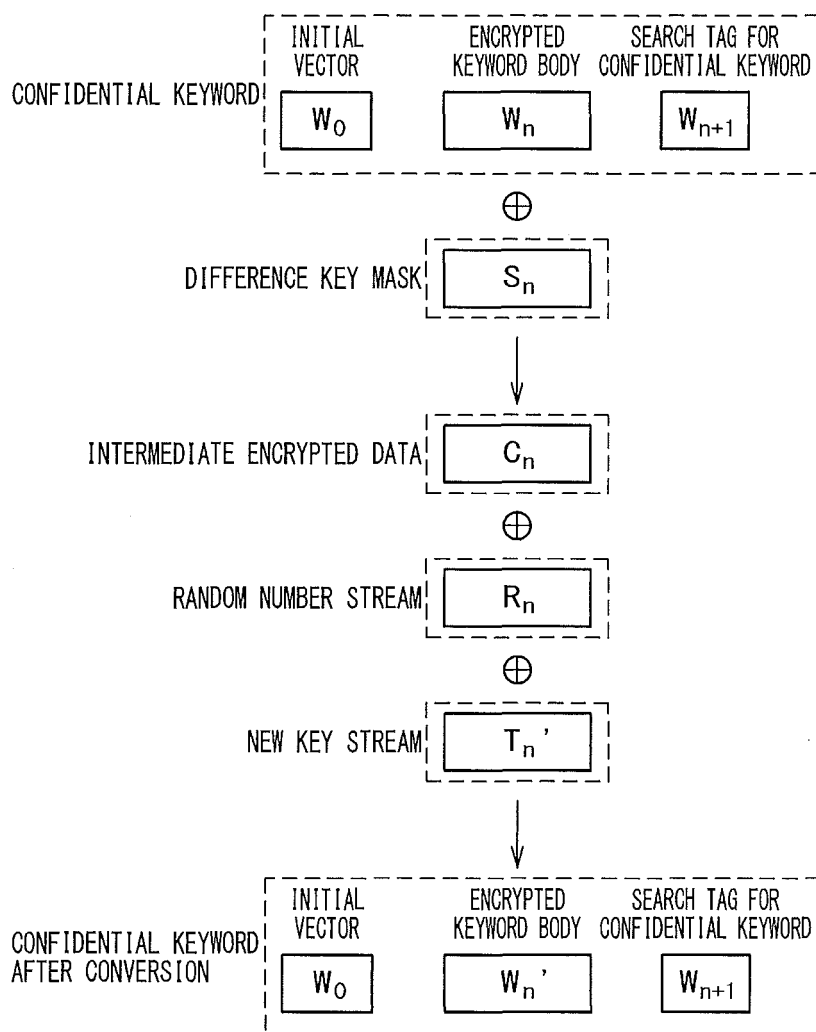 INITIAL VECTOR
ENCRYPTED KEYWORD BODY
SEARCH TAG FOR CONFIDENTIAL KEYWORD
CONFIDENTIAL KEYWORD
W0
Wn
Wn+1
⊕
DIFFERENCE KEY MASK
Sn
INTERMEDIATE ENCRYPTED DATA
Cn
⊕
RANDOM NUMBER STREAM
Rn
⊕
NEW KEY STREAM
Tn'
INITIAL VECTOR
ENCRYPTED KEYWORD BODY
SEARCH TAG FOR CONFIDENTIAL KEYWORD
CONFIDENTIAL KEYWORD
AFTER CONVERSION
W0
Wn'
Wn+1